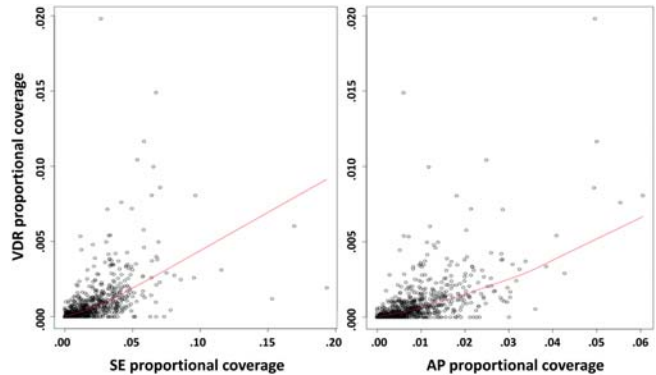 .020
.015
.010
.005
.000
VDR proportional coverage
.00 .05 .10 .15 .20
SE proportional coverage
.020
.015
.010
.005
.000
.00 .01 .02 .03 .04 .05 .06
AP proportional coverage